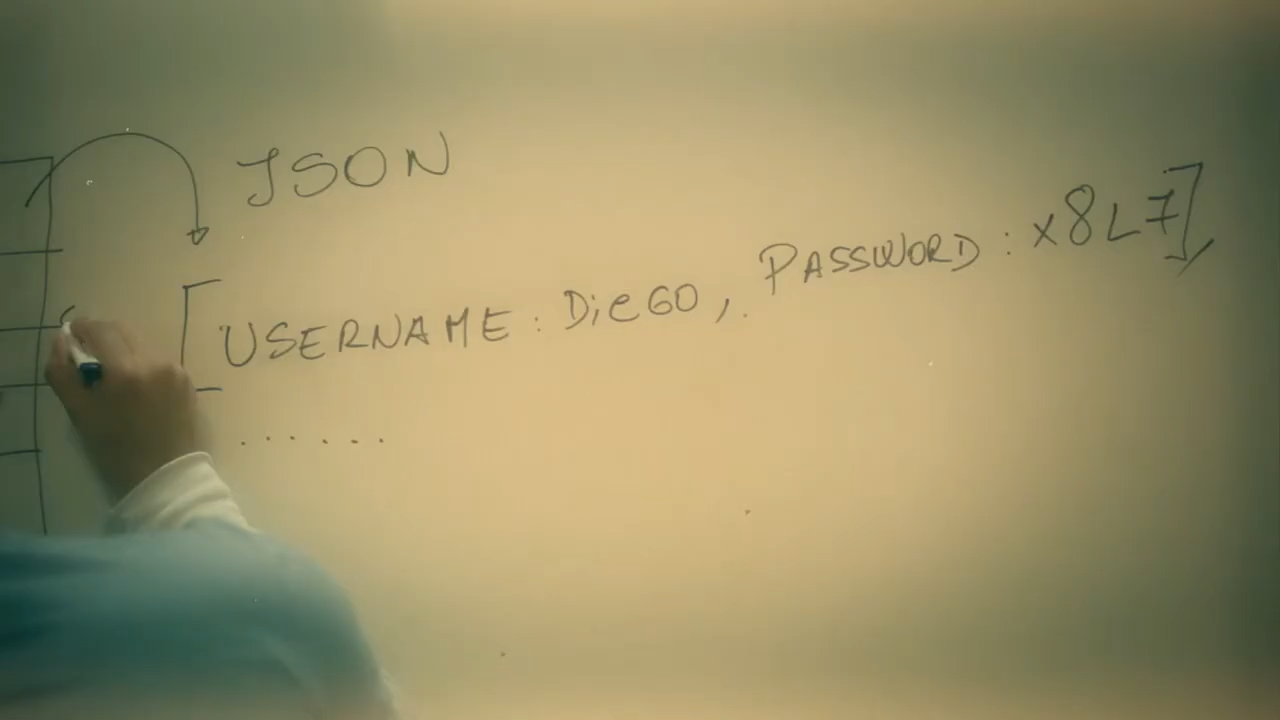 JSON
[USERNAME: DieGO, PASSWORD: x8L7],
......